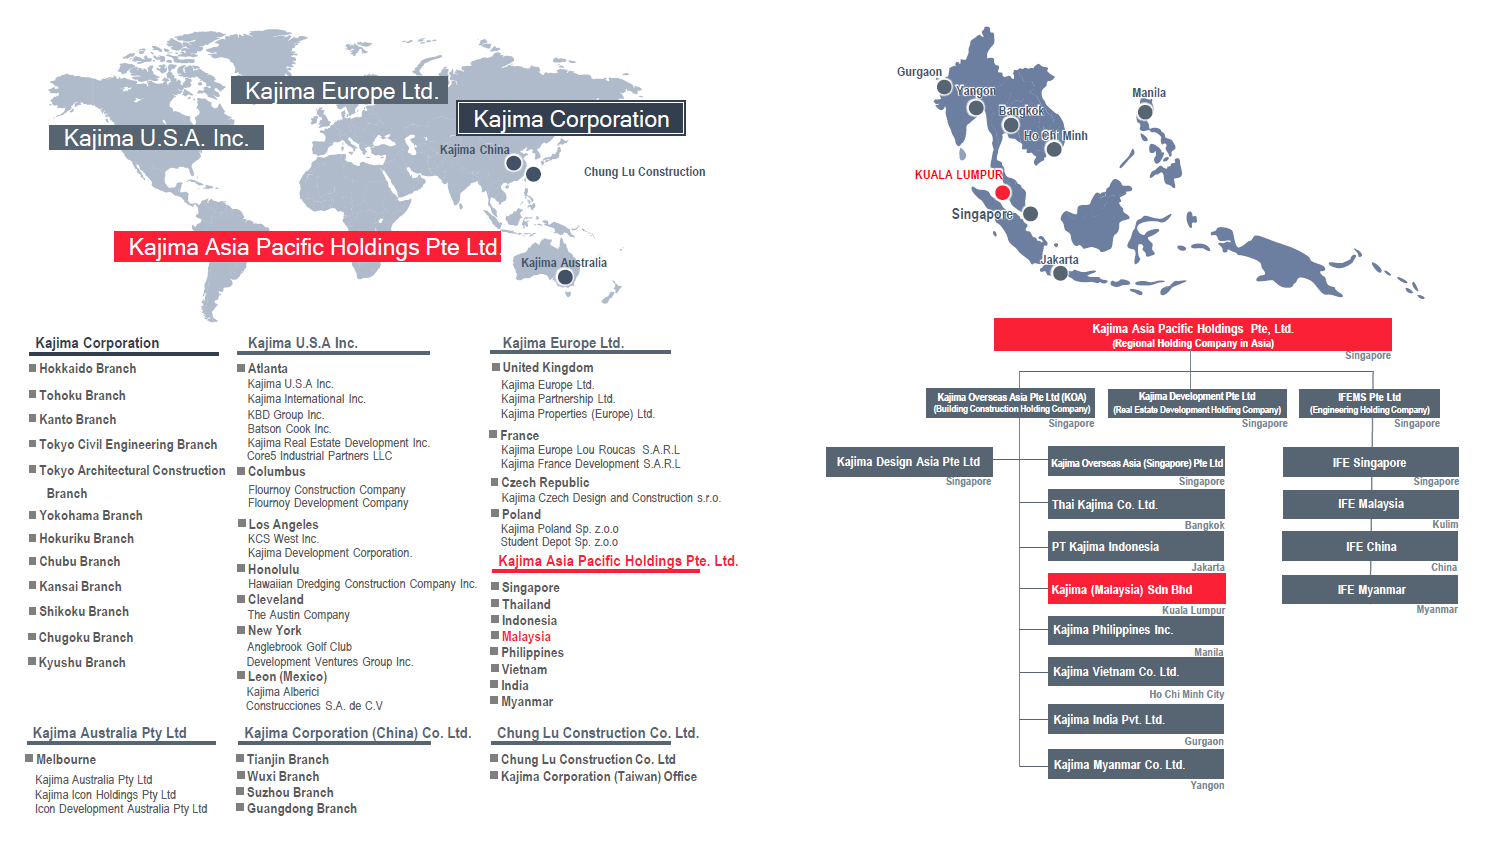 Kajima Europe Ltd.
Kajima Corporation
Kajima U.S.A. Inc.
Kajima China
Chung Lu Construction
Kajima Asia Pacific Holdings Pte Ltd.
Kajima Australia
Gurgaon
Yangon
Bangkok
Ho Chi Minh
Manila
KUALA LUMPUR
Singapore
Jakarta
Kajima Corporation
Hokkaido Branch
Tohoku Branch
Kanto Branch
Tokyo Civil Engineering Branch
Tokyo Architectural Construction
Branch
Yokohama Branch
Hokuriku Branch
Chubu Branch
Kansai Branch
Shikoku Branch
Chugoku Branch
Kyushu Branch
Kajima U.S.A Inc.
Atlanta
Kajima U.S.A Inc.
Kajima International Inc.
KBD Group Inc.
Batson Cook Inc.
Kajima Real Estate Development Inc.
Core5 Industrial Partners LLC
Columbus
Flournoy Construction Company
Flournoy Development Company
Los Angeles
KCS West Inc.
Kajima Development Corporation.
Honolulu
Hawaiian Dredging Construction Company Inc.
Cleveland
The Austin Company
New York
Anglebrook Golf Club
Development Ventures Group Inc.
Leon (Mexico)
Kajima Alberici
Construcciones S.A. de C.V
Kajima Europe Ltd.
United Kingdom
Kajima Europe Ltd.
Kajima Partnership Ltd.
Kajima Properties (Europe) Ltd.
France
Kajima Europe Lou Roucas S.A.R.L
Kajima France Development S.A.R.L
Czech Republic
Kajima Czech Design and Construction s.r.o.
Poland
Kajima Poland Sp. z.o.o
Student Depot Sp. z.o.o
Kajima Asia Pacific Holdings Pte. Ltd.
Singapore
Thailand
Indonesia
Malaysia
Philippines
Vietnam
India
Myanmar
Kajima Australia Pty Ltd
Melbourne
Kajima Australia Pty Ltd
Kajima Icon Holdings Pty Ltd
Icon Development Australia Pty Ltd
Kajima Corporation (China) Co. Ltd.
Tianjin Branch
Wuxi Branch
Suzhou Branch
Guangdong Branch
Chung Lu Construction Co. Ltd.
Chung Lu Construction Co. Ltd
Kajima Corporation (Taiwan) Office
Kajima Asia Pacific Holdings Pte, Ltd.
(Regional Holding Company in Asia)
Singapore
Kajima Overseas Asia Pte Ltd (KOA)
(Building Construction Holding Company)
Singapore
Kajima Development Pte Ltd
(Real Estate Development Holding Company)
Singapore
IFEMS Pte Ltd
(Engineering Holding Company)
Singapore
Kajima Design Asia Pte Ltd
Singapore
Kajima Overseas Asia (Singapore) Pte Ltd
Singapore
Thai Kajima Co. Ltd.
Bangkok
PT Kajima Indonesia
Jakarta
Kajima (Malaysia) Sdn Bhd
Kuala Lumpur
Kajima Philippines Inc.
Manila
Kajima Vietnam Co. Ltd.
Ho Chi Minh City
Kajima India Pvt. Ltd.
Gurgaon
Kajima Myanmar Co. Ltd.
Yangon
IFE Singapore
Singapore
IFE Malaysia
Kulim
IFE China
China
IFE Myanmar
Myanmar